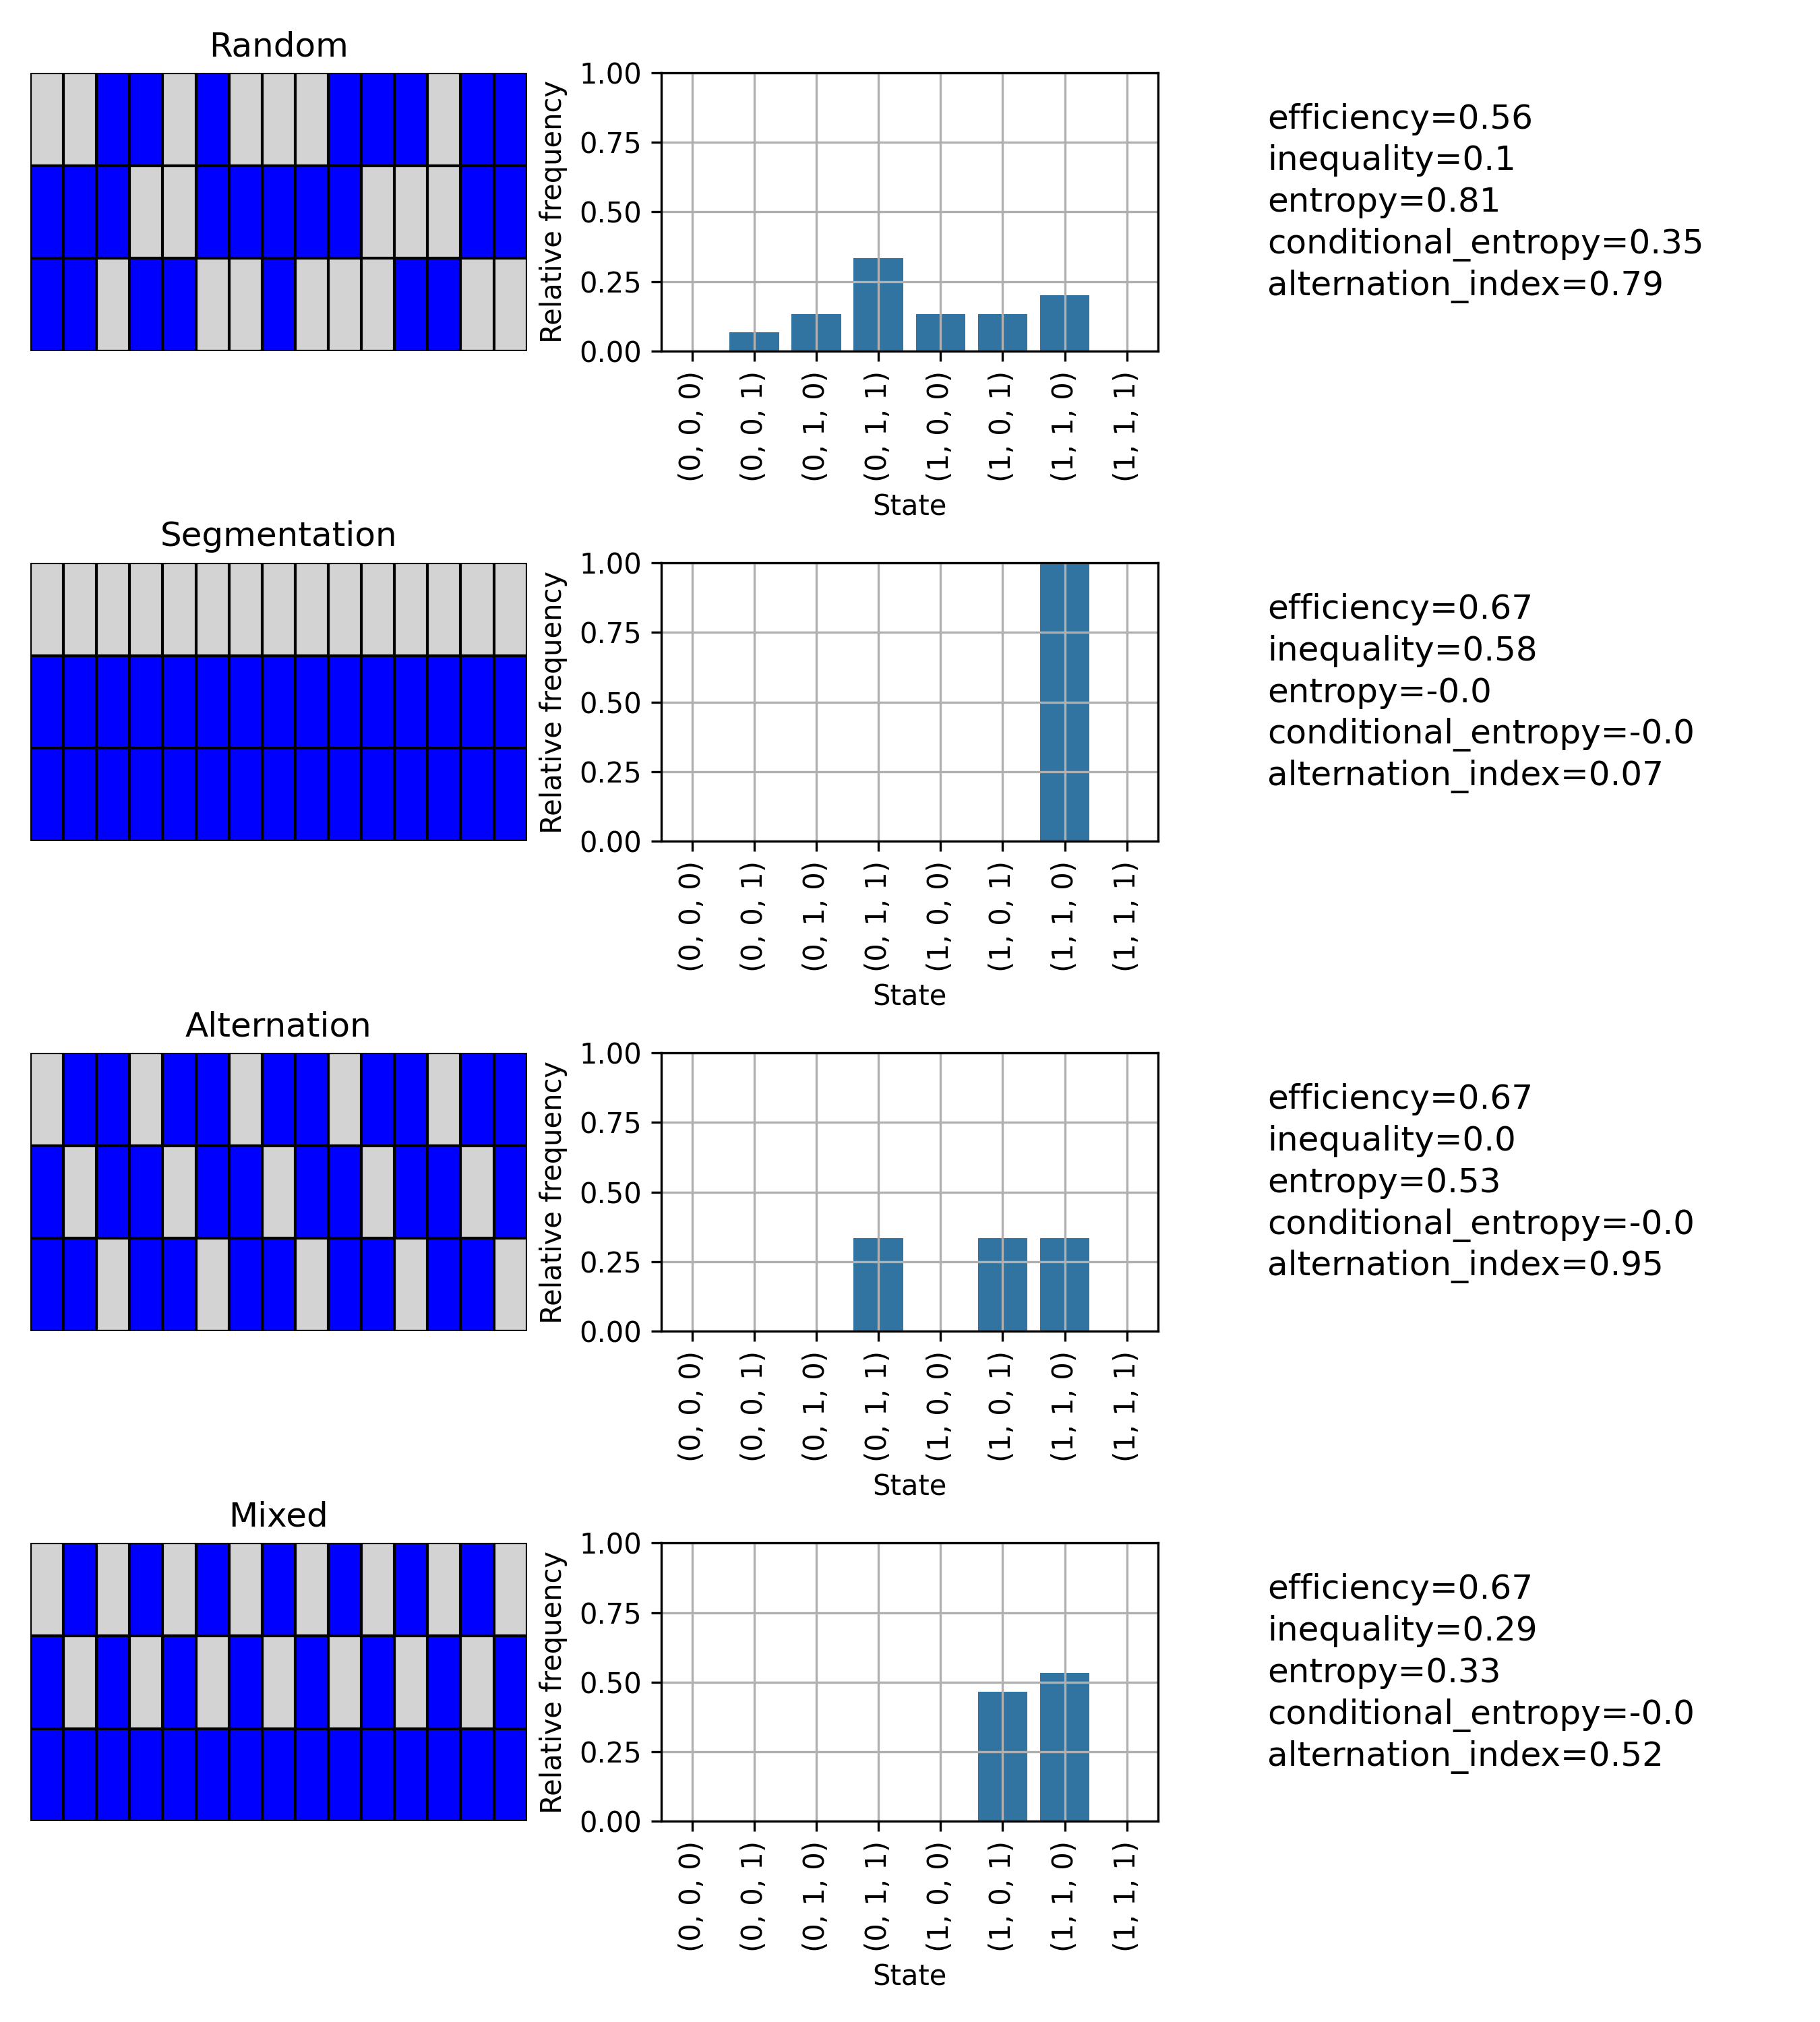 Random
1.00
0.75
0.50
0.25
0.00
Relative frequency
(0, 0, 0)
(0, 0, 1)
(0, 1, 0)
(0, 1, 1)
(1, 0, 0)
(1, 0, 1)
(1, 1, 0)
(1, 1, 1)
State
efficiency=0.56
inequality=0.1
entropy=0.81
conditional_entropy=0.35
alternation_index=0.79
Segmentation
1.00
0.75
0.50
0.25
0.00
Relative frequency
(0, 0, 0)
(0, 0, 1)
(0, 1, 0)
(0, 1, 1)
(1, 0, 0)
(1, 0, 1)
(1, 1, 0)
(1, 1, 1)
State
efficiency=0.67
inequality=0.58
entropy=-0.0
conditional_entropy=-0.0
alternation_index=0.07
Alternation
1.00
0.75
0.50
0.25
0.00
Relative frequency
(0, 0, 0)
(0, 0, 1)
(0, 1, 0)
(0, 1, 1)
(1, 0, 0)
(1, 0, 1)
(1, 1, 0)
(1, 1, 1)
State
efficiency=0.67
inequality=0.0
entropy=0.53
conditional_entropy=-0.0
alternation_index=0.95
Mixed
1.00
0.75
0.50
0.25
0.00
Relative frequency
(0, 0, 0)
(0, 0, 1)
(0, 1, 0)
(0, 1, 1)
(1, 0, 0)
(1, 0, 1)
(1, 1, 0)
(1, 1, 1)
State
efficiency=0.67
inequality=0.29
entropy=0.33
conditional_entropy=-0.0
alternation_index=0.52